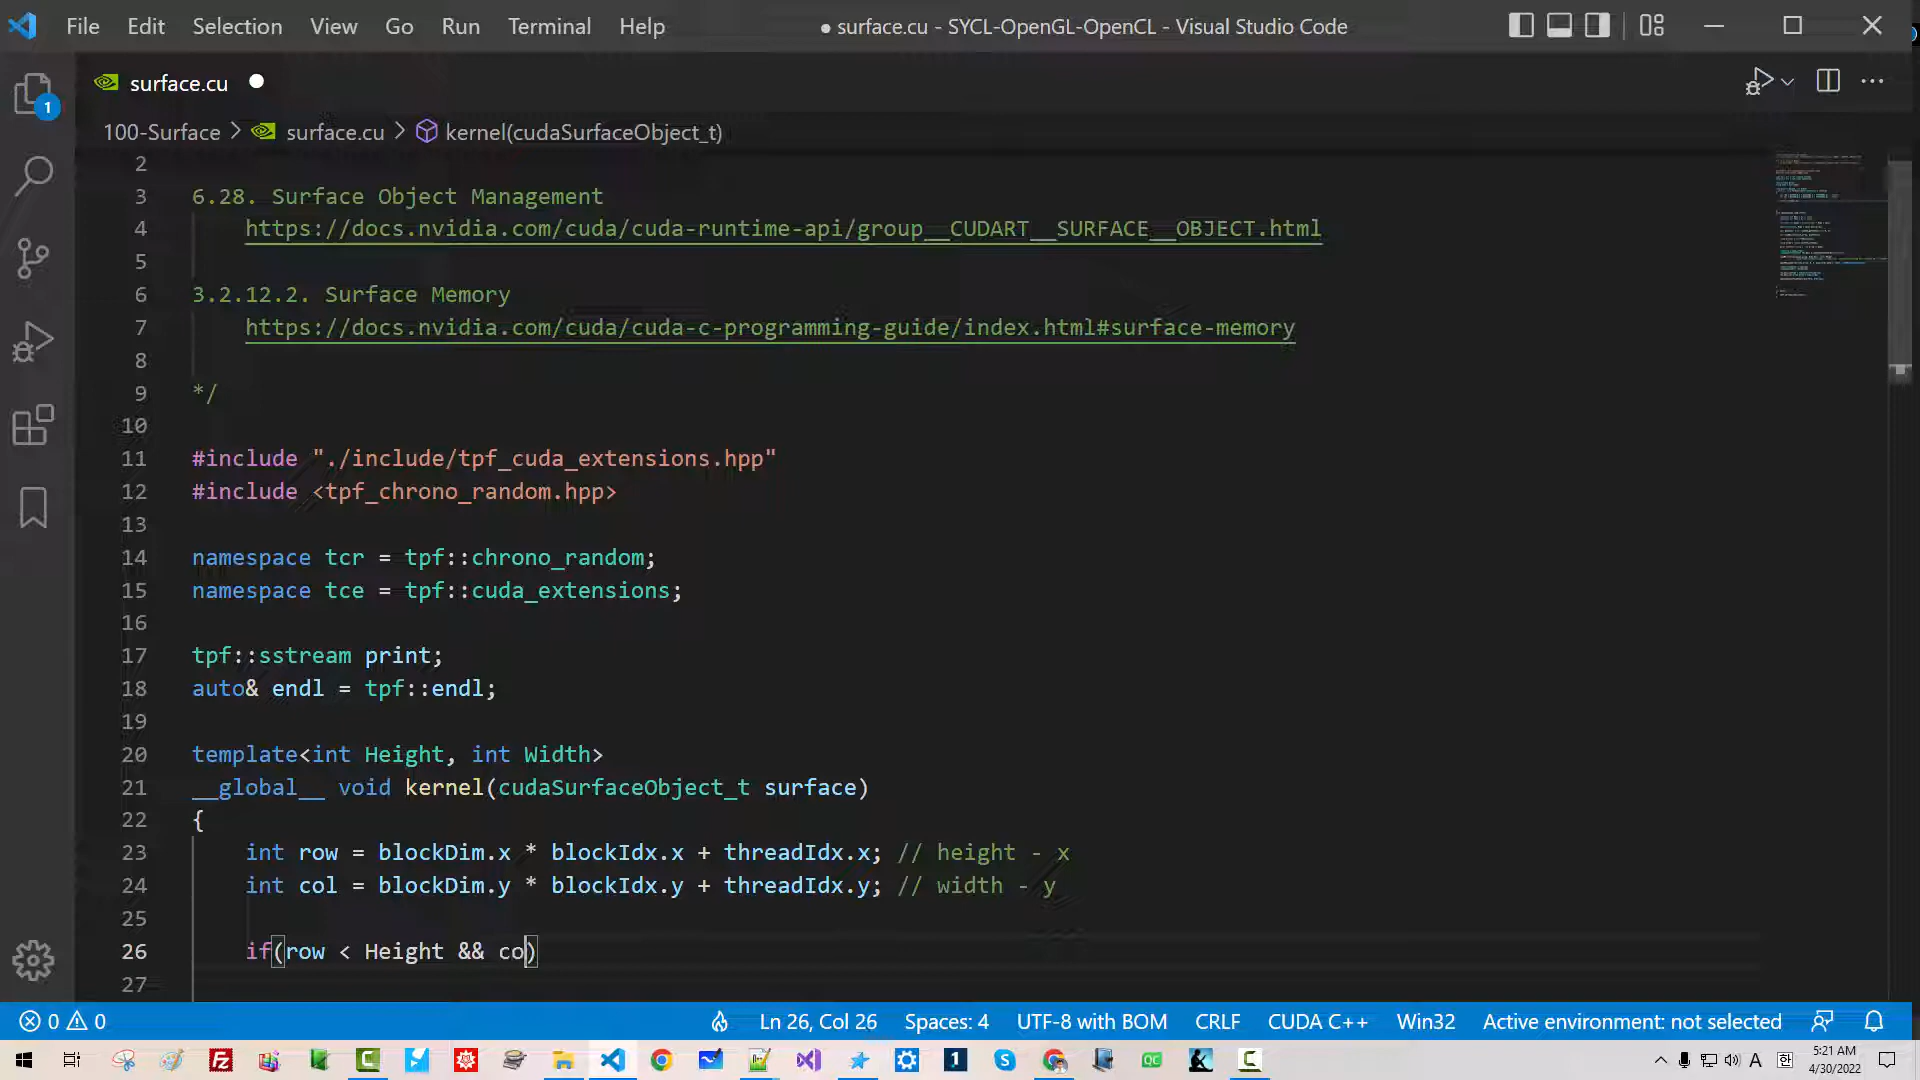 File Edit Selection View Go Run Terminal Help ● surface.cu - SYCL-OpenGL-OpenCL - Visual Studio Code
surface.cu
1
100-Surface > surface.cu > kernel(cudaSurfaceObject_t)
2
3 6.28. Surface Object Management
4 https://docs.nvidia.com/cuda/cuda-runtime-api/group__CUDART__SURFACE__OBJECT.html
5
6 3.2.12.2. Surface Memory
7 https://docs.nvidia.com/cuda/cuda-c-programming-guide/index.html#surface-memory
8
9 */
10
11 #include "./include/tpf_cuda_extensions.hpp"
12 #include <tpf_chrono_random.hpp>
13
14 namespace tcr = tpf::chrono_random;
15 namespace tce = tpf::cuda_extensions;
16
17 tpf::sstream print;
18 auto& endl = tpf::endl;
19
20 template<int Height, int Width>
21 __global__ void kernel(cudaSurfaceObject_t surface)
22 {
23 int row = blockDim.x * blockIdx.x + threadIdx.x; // height - x
24 int col = blockDim.y * blockIdx.y + threadIdx.y; // width - y
25
26 if(row < Height && co)
27
0 0 Ln 26, Col 26 Spaces: 4 UTF-8 with BOM CRLF CUDA C++ Win32 Active environment: not selected
A 한 5:21 AM
4/30/2022